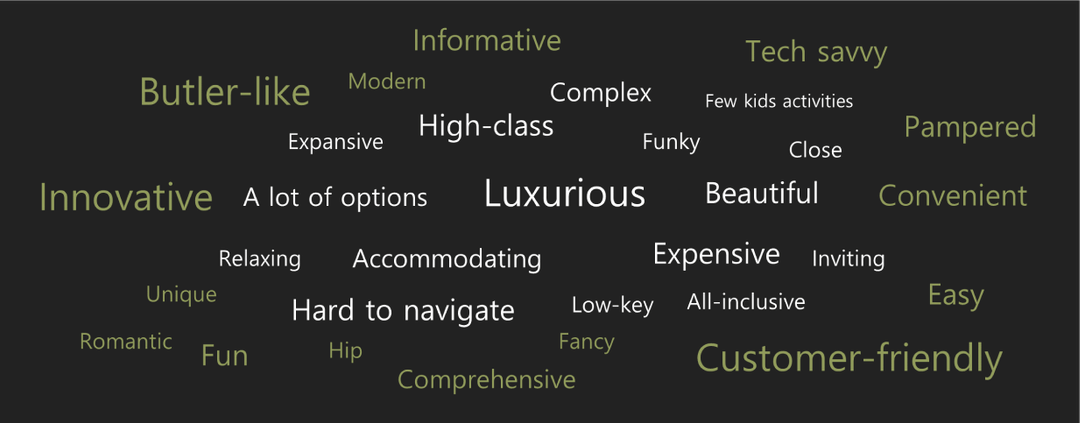 Informative
Tech savvy
Butler-like
Modern
Complex
Few kids activities
High-class
Pampered
Expansive
Funky
Close
Innovative
A lot of options
Luxurious
Beautiful
Convenient
Relaxing
Accommodating
Expensive
Inviting
Unique
Hard to navigate
Low-key
All-inclusive
Easy
Romantic
Fun
Hip
Fancy
Customer-friendly
Comprehensive